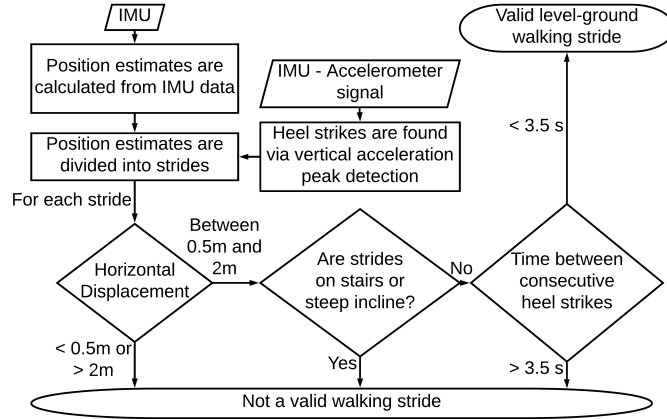 IMU
Position estimates are
calculated from IMU data
IMU - Accelerometer
signal
Position estimates are
divided into strides
Heel strikes are found
via vertical acceleration
peak detection
For each stride
Horizontal
Displacement
Between
0.5m and
2m
Are strides
on stairs or
steep incline?
No
Time between
consecutive
heel strikes
< 3.5 s
Valid level-ground
walking stride
< 0.5m or
> 2m
Yes
> 3.5 s
Not a valid walking stride